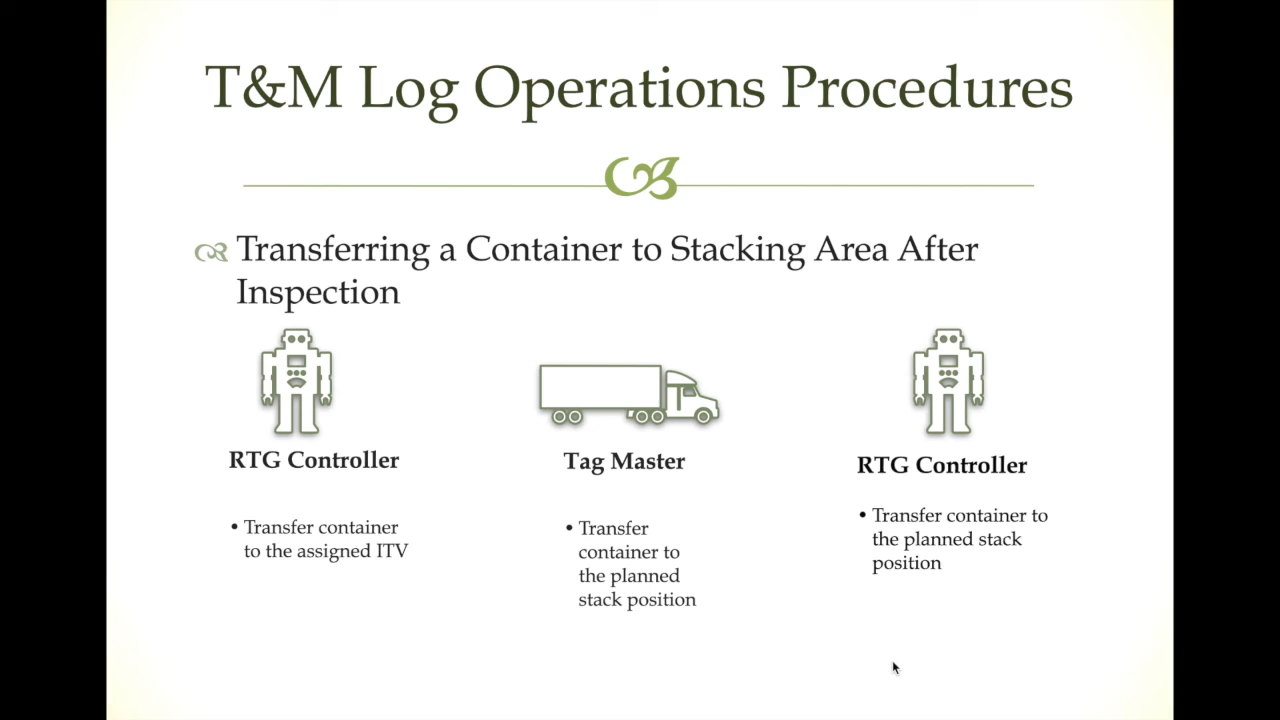 T&M Log Operations Procedures
Transferring a Container to Stacking Area After
Inspection
RTG Controller
• Transfer container
to the assigned ITV
Tag Master
• Transfer
container to
the planned
stack position
RTG Controller
• Transfer container to
the planned stack
position